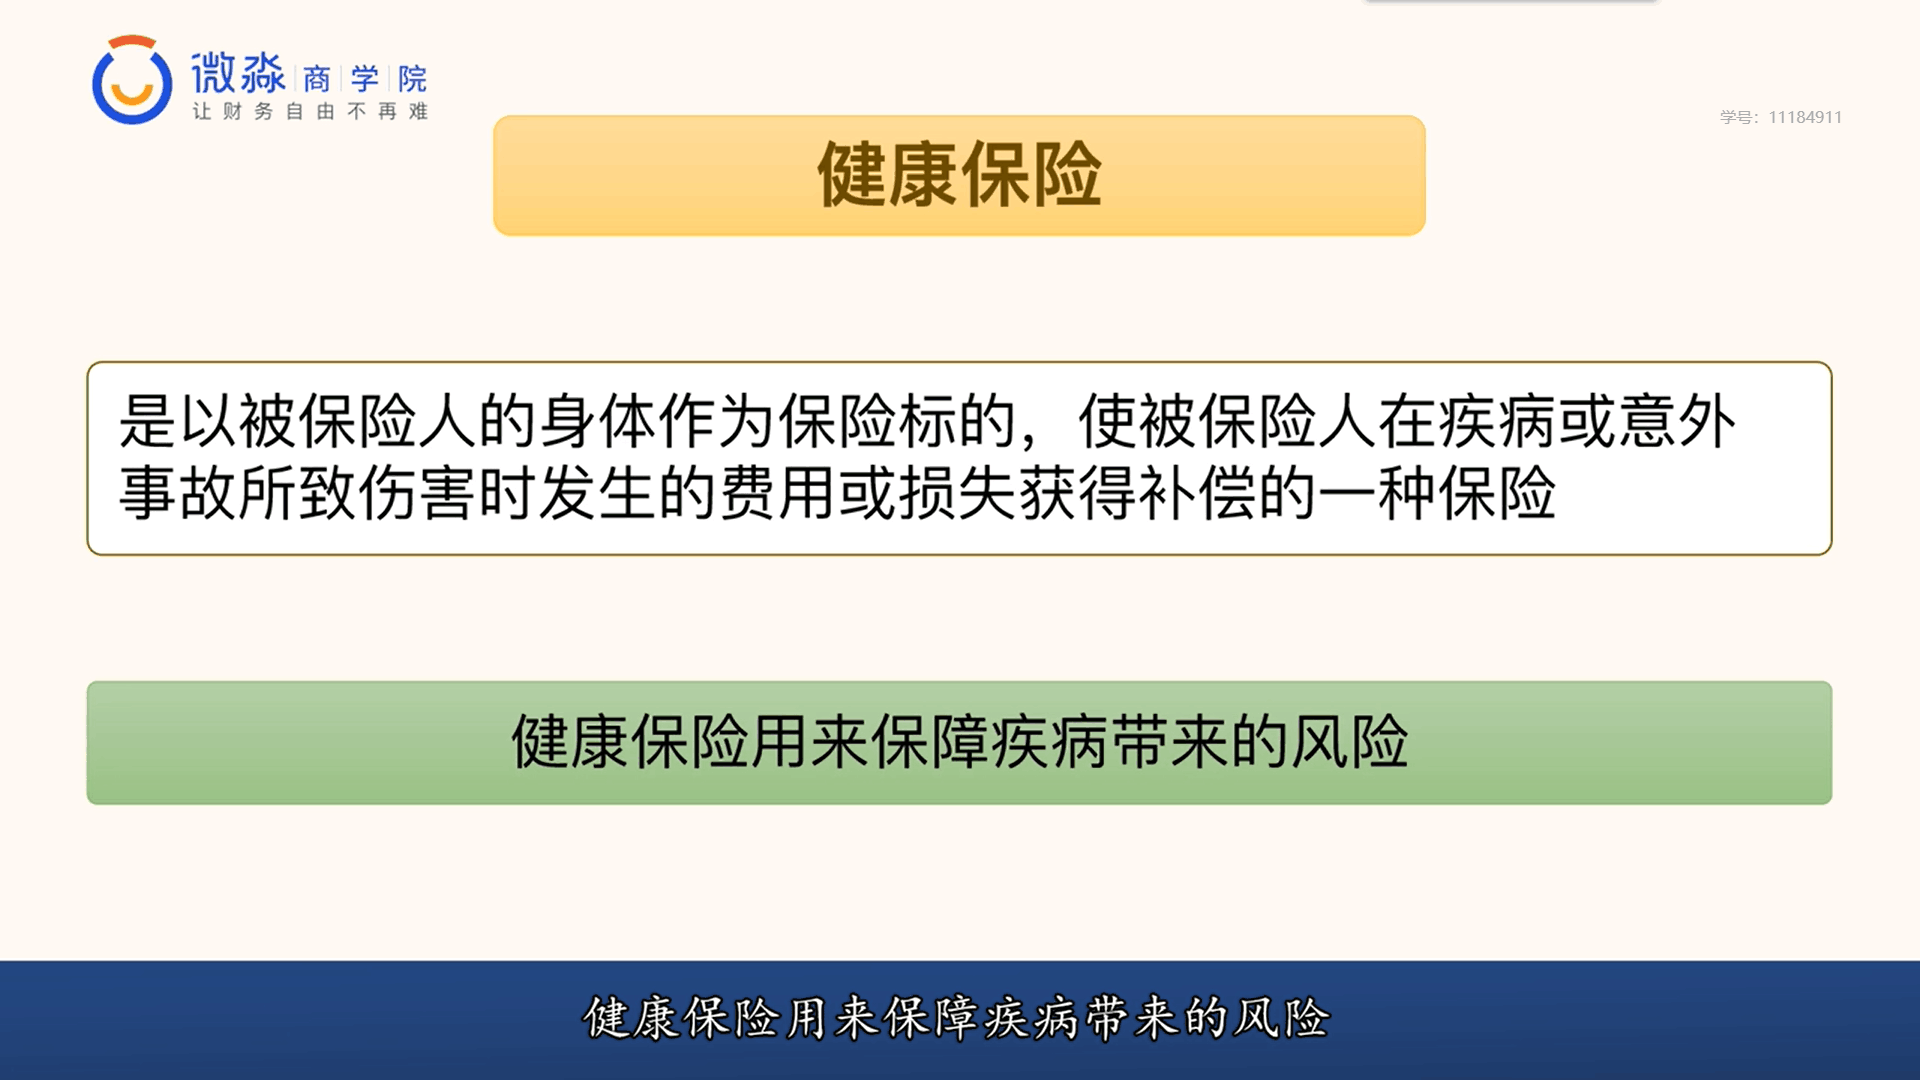 微淼商学院
让财务自由不再难
学号：11184911
健康保险
是以被保险人的身体作为保险标的，使被保险人在疾病或意外
事故所致伤害时发生的费用或损失获得补偿的一种保险
健康保险用来保障疾病带来的风险
健康保险用来保障疾病带来的风险